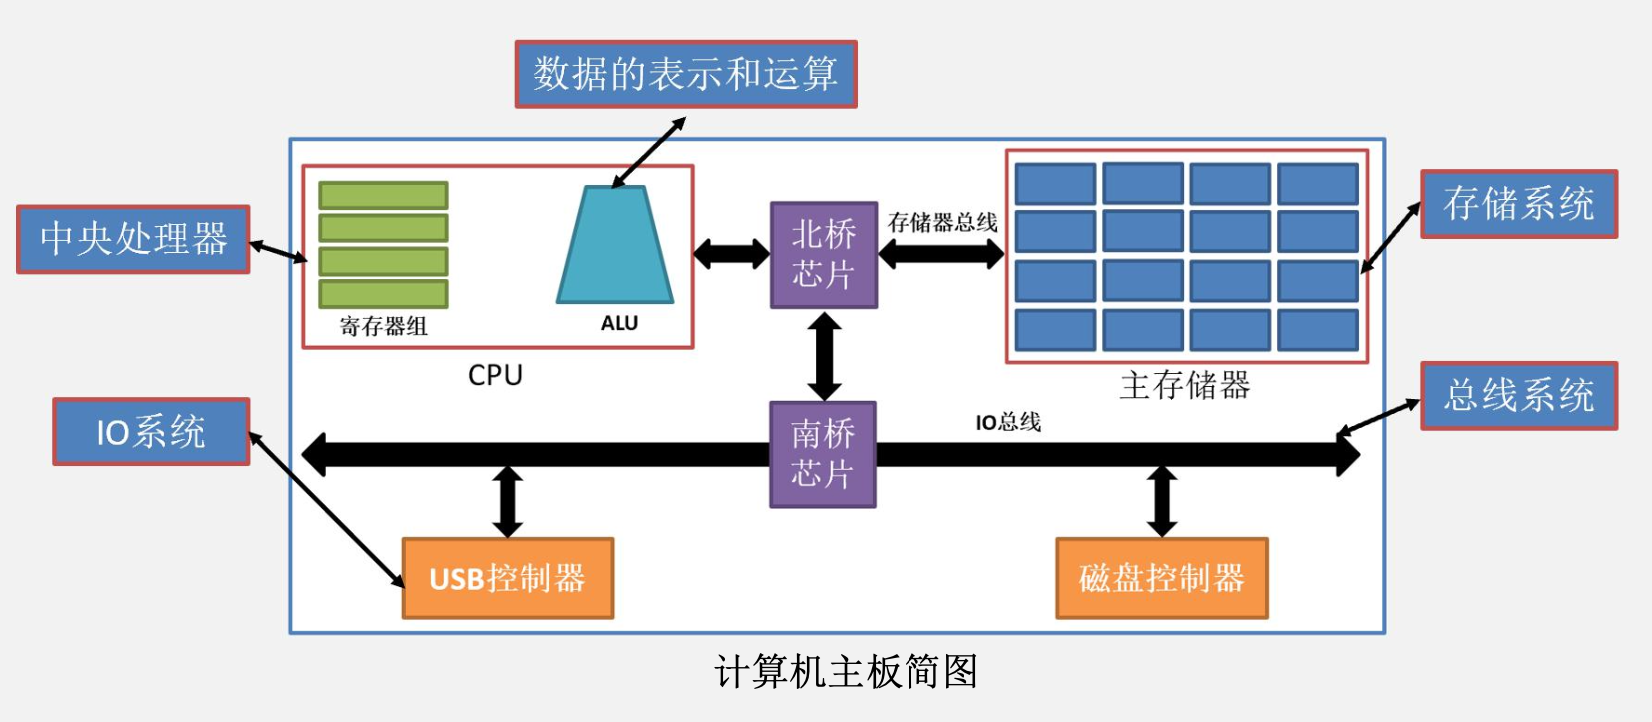 数据的表示和运算
中央处理器
寄存器组
ALU
CPU
北桥
芯片
存储器总线
主存储器
存储系统
总线系统
IO系统
南桥
芯片
IO总线
USB控制器
磁盘控制器
计算机主板简图